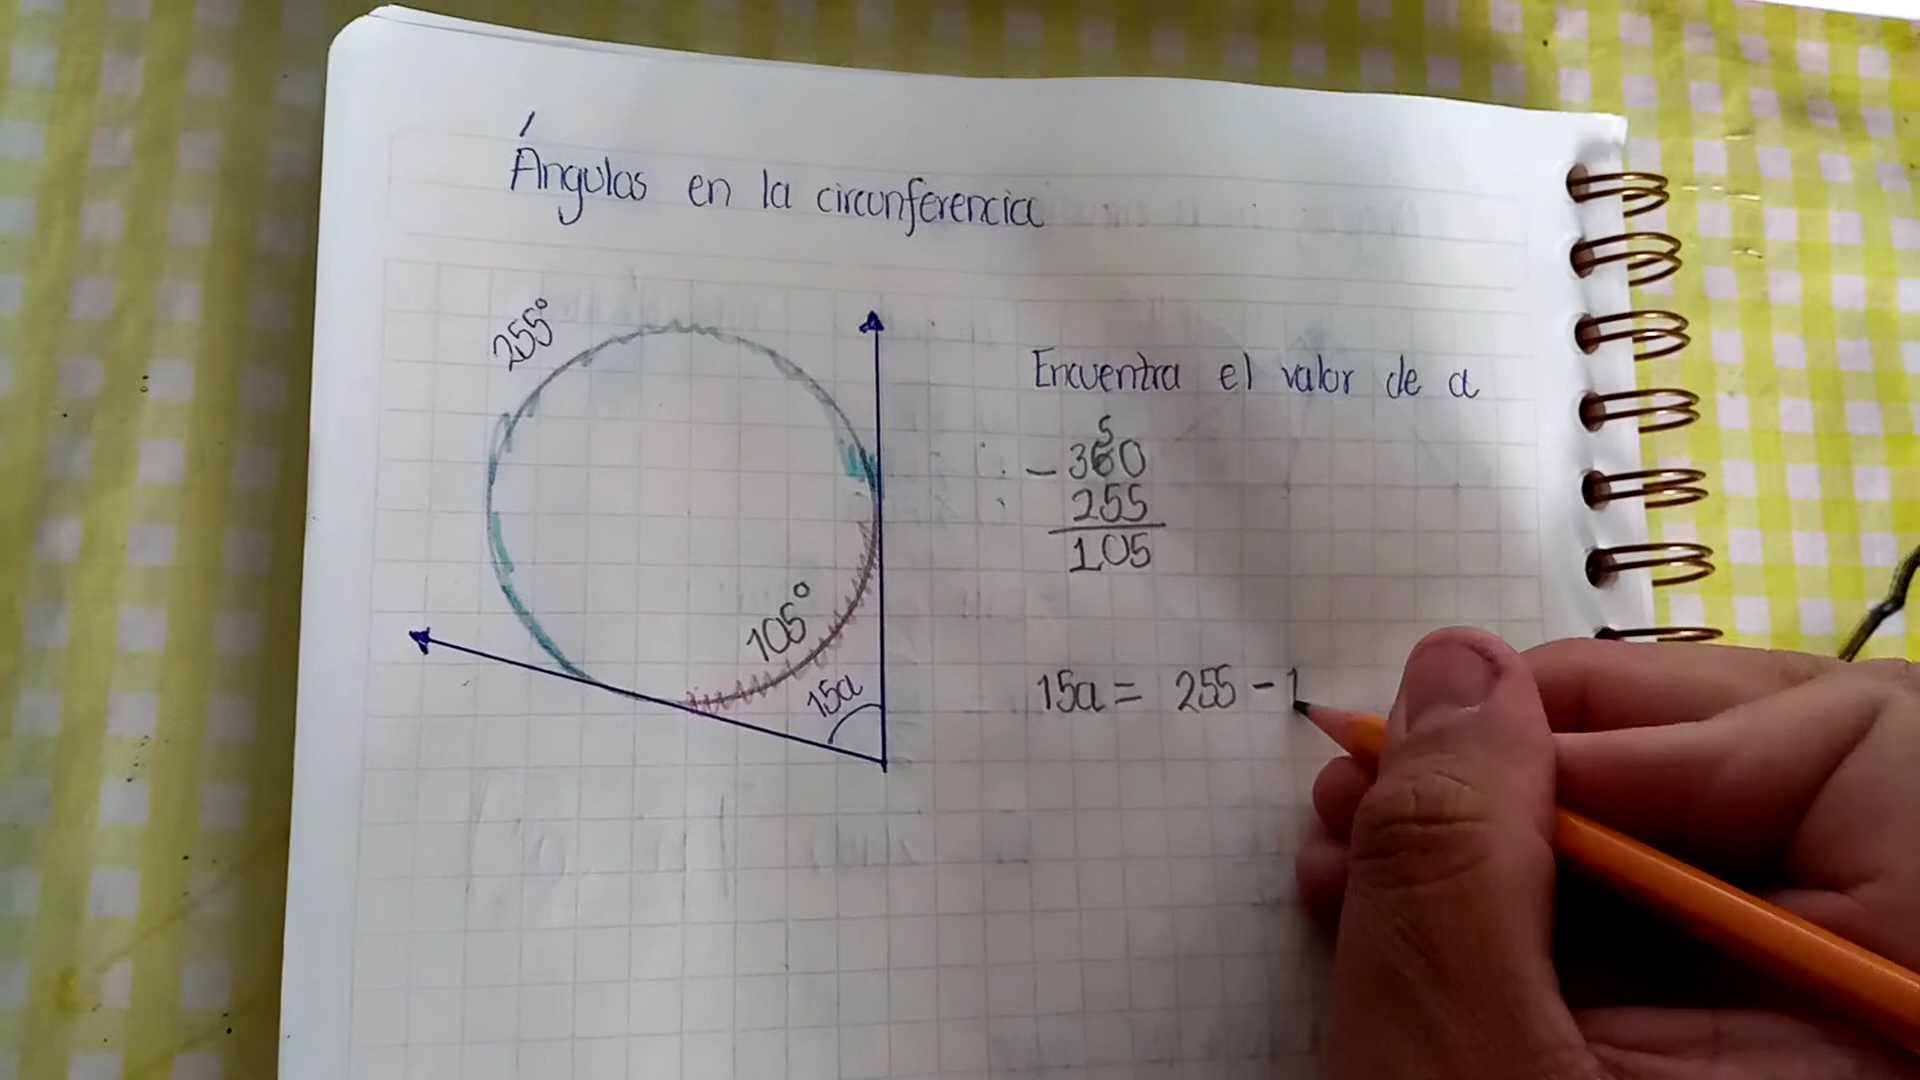 Ángulos en la circunferencia
255°
Encuentra el valor de a
5
- 360
255
105
105°
15a
15a = 255 - 1